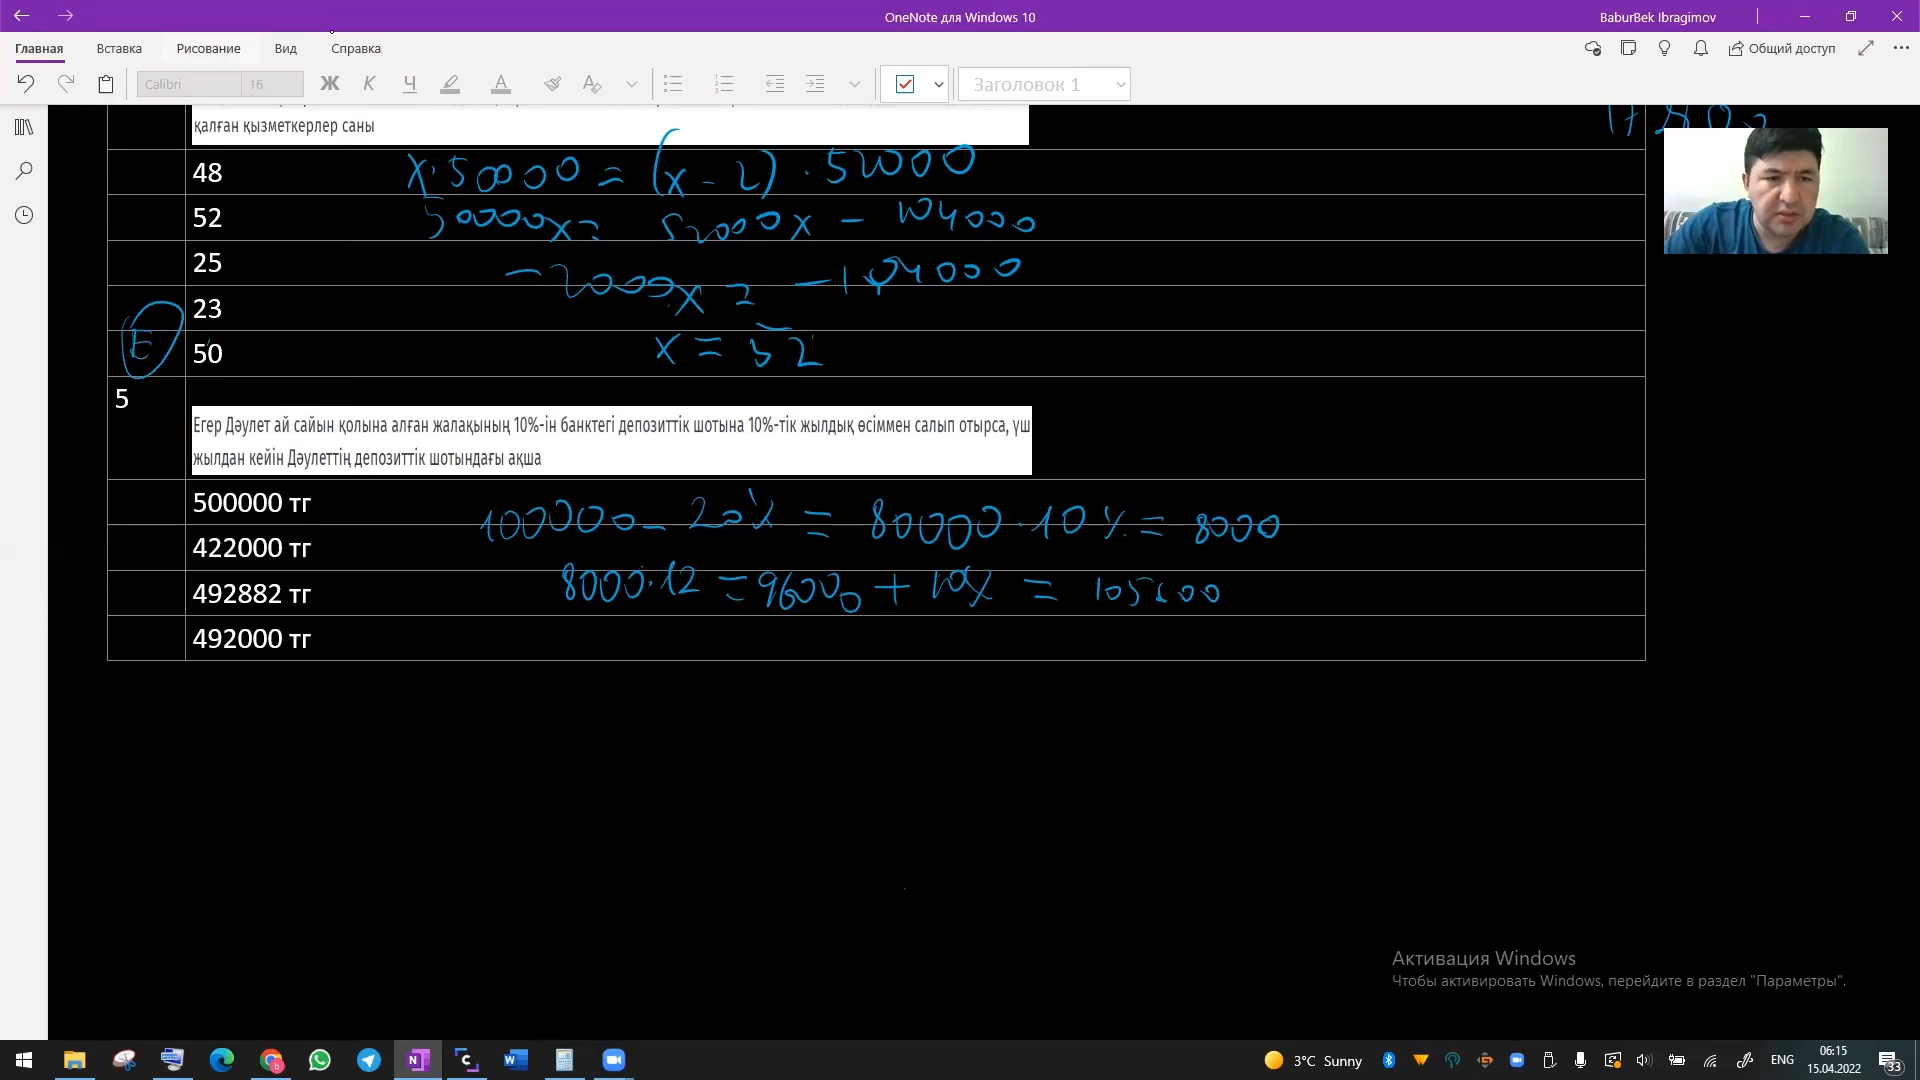 OneNote для Windows 10
BaburBek Ibragimov
Главная Вставка Рисование Вид Справка
Общий доступ
Calibri 16 Ж К Ч А Заголовок 1
қалған қызметкерлер саны
48
x·50000 = (x - 2) · 52000
52
50000x = 52000x - 104000
25
-2000x = -104000
23
E
50
x = 52
5
Егер Дәулет ай сайын қолына алған жалақының 10%-ін банктегі депозиттік шотына 10%-тік жылдық өсіммен салып отырса, үш
жылдан кейін Дәулеттің депозиттік шотындағы ақша
500000 тг
100000 - 20% = 80000 · 10% = 8000
422000 тг
492882 тг
8000·12 = 96000 + 10% = 105600
492000 тг
Активация Windows
Чтобы активировать Windows, перейдите в раздел "Параметры".
3°C Sunny
ENG
06:15
15.04.2022
33